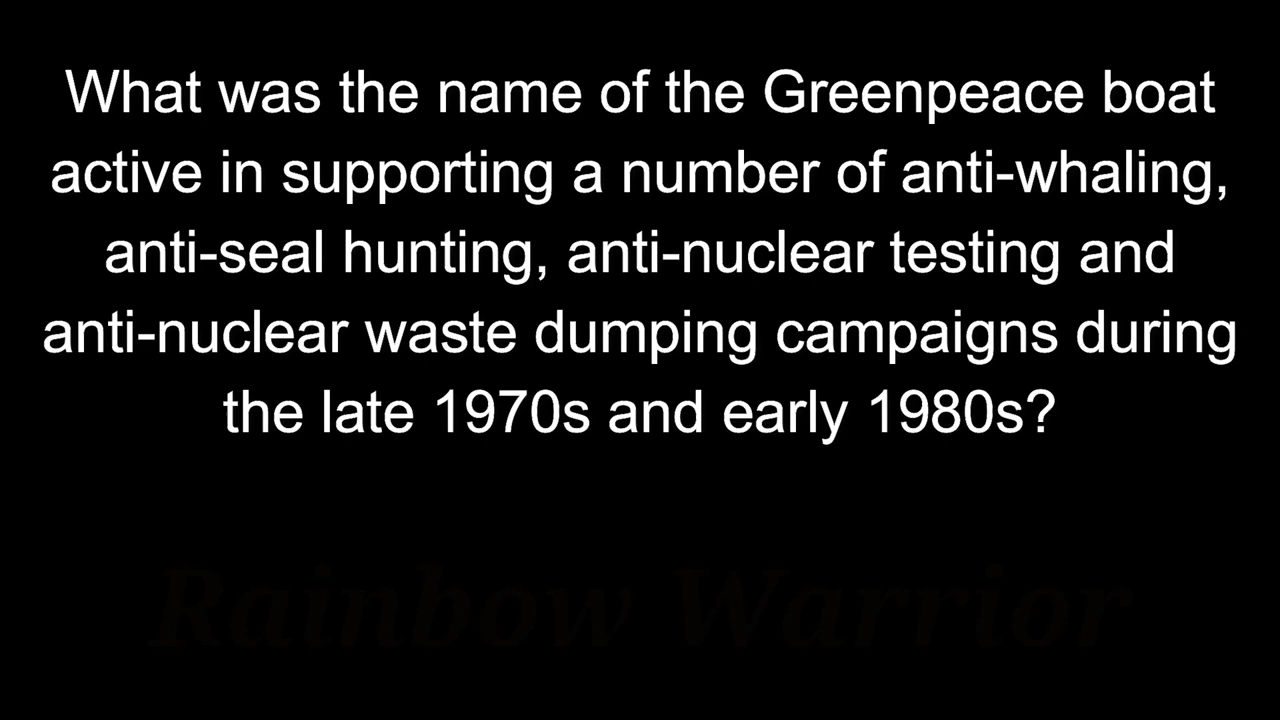 What was the name of the Greenpeace boat
active in supporting a number of anti-whaling,
anti-seal hunting, anti-nuclear testing and
anti-nuclear waste dumping campaigns during
the late 1970s and early 1980s?
Rainbow Warrior